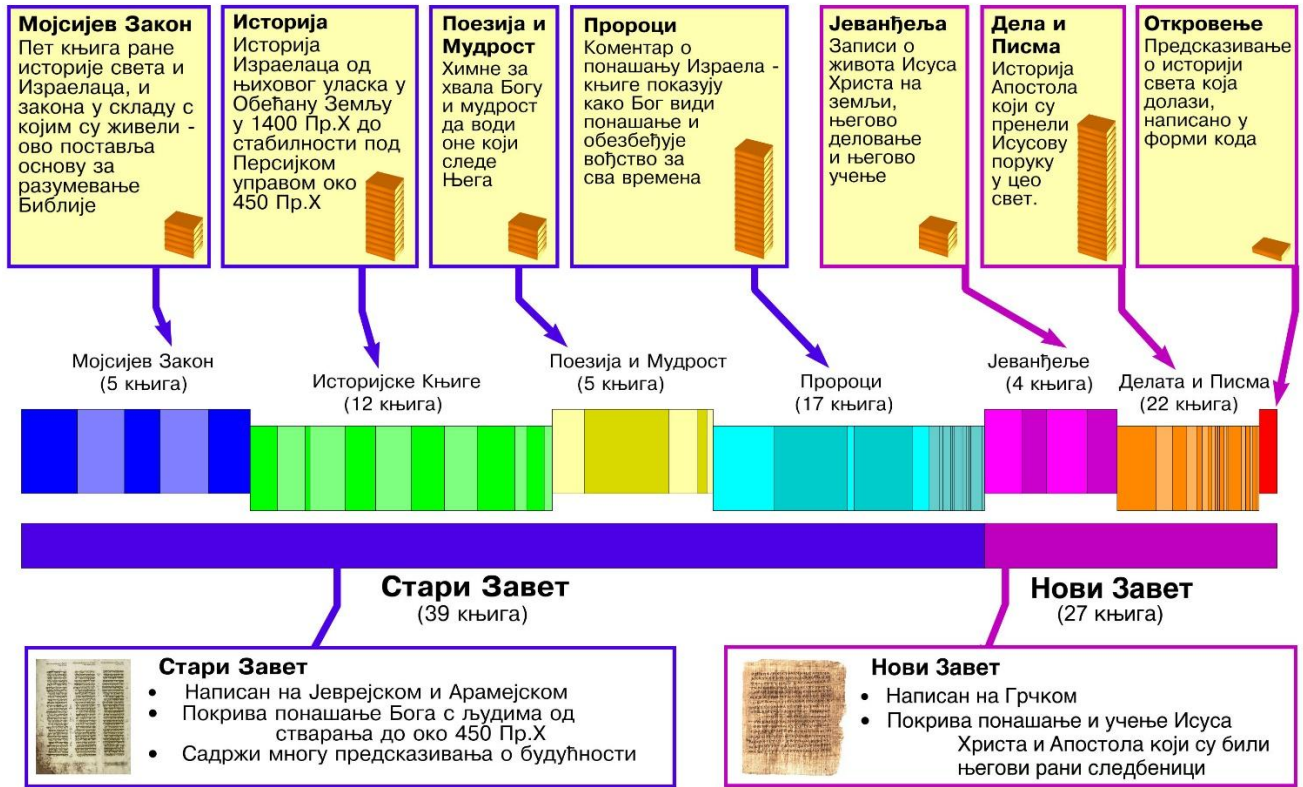 Мојсијев Закон
Пет књига ране
историје света и
Израелаца, и
закона у складу с
којим су живели -
ово поставља
основу за
разумевање
Библије
Историја
Историја
Израелаца од
њиховог уласка у
Обећану Земљу
у 1400 Пр.Х до
стабилности под
Персијком
управом око
450 Пр.Х
Поезија и
Мудрост
Химне за
хвала Богу
и мудрост
да води
оне који
следе
Њега
Пророци
Коментар о
понашању Израела -
књиге показују
како Бог види
понашање и
обезбеђује
вођство за
сва времена
Јеванђеља
Записи о
живота Исуса
Христа на
земљи,
његово
деловање
и његово
учење
Дела и
Писма
Историја
Апостола
који су
пренели
Исусову
поруку
у цео
свет.
Откровење
Предсказивање
о историји
света која
долази,
написано у
форми кода
Мојсијев Закон
(5 књига)
Историјске Књиге
(12 књига)
Поезија и Мудрост
(5 књига)
Пророци
(17 књига)
Јеванђеље
(4 књига)
Делата и Писма
(22 књига)
Стари Завет
(39 књига)
Нови Завет
(27 књига)
Стари Завет
• Написан на Јеврејском и Арамејском
• Покрива понашање Бога с људима од
стварања до око 450 Пр.Х
• Садржи многу предсказивања о будућности
Нови Завет
• Написан на Грчком
• Покрива понашање и учење Исуса
Христа и Апостола који су били
његови рани следбеници